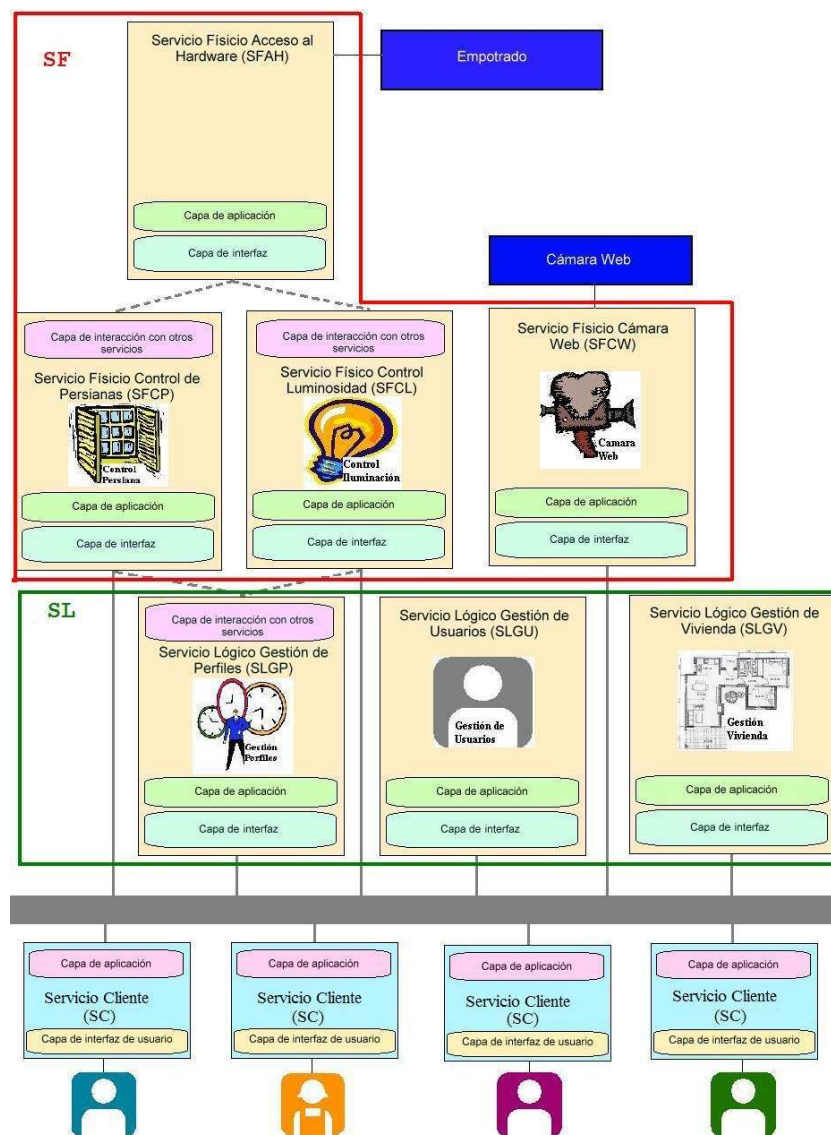 SF
Servicio Físicio Acceso al
Hardware (SFAH)
Empotrado
Capa de aplicación
Capa de interfaz
Cámara Web
Capa de interacción con otros
servicios
Servicio Físicio Control de
Persianas (SFCP)
Control
Persiana
Capa de aplicación
Capa de interfaz
Capa de interacción con otros
servicios
Servicio Físico Control
Luminosidad (SFCL)
Control
Iluminación
Capa de aplicación
Capa de interfaz
Servicio Físicio Cámara
Web (SFCW)
Camara
Web
Capa de aplicación
Capa de interfaz
SL
Capa de interacción con otros
servicios
Servicio Lógico Gestión de
Perfiles (SLGP)
Gestión
Perfiles
Capa de aplicación
Capa de interfaz
Servicio Lógico Gestión de
Usuarios (SLGU)
Gestión de
Usuarios
Capa de aplicación
Capa de interfaz
Servicio Lógico Gestión de
Vivienda (SLGV)
Gestión
Vivienda
Capa de aplicación
Capa de interfaz
Capa de aplicación
Servicio Cliente
(SC)
Capa de interfaz de usuario
Capa de aplicación
Servicio Cliente
(SC)
Capa de interfaz de usuario
Capa de aplicación
Servicio Cliente
(SC)
Capa de interfaz de usuario
Capa de aplicación
Servicio Cliente
(SC)
Capa de interfaz de usuario